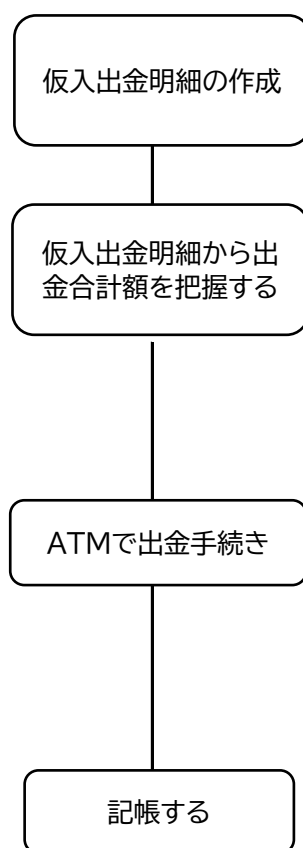 仮入出金明細の作成
仮入出金明細から出
金合計額を把握する
ATMで出金手続き
記帳する